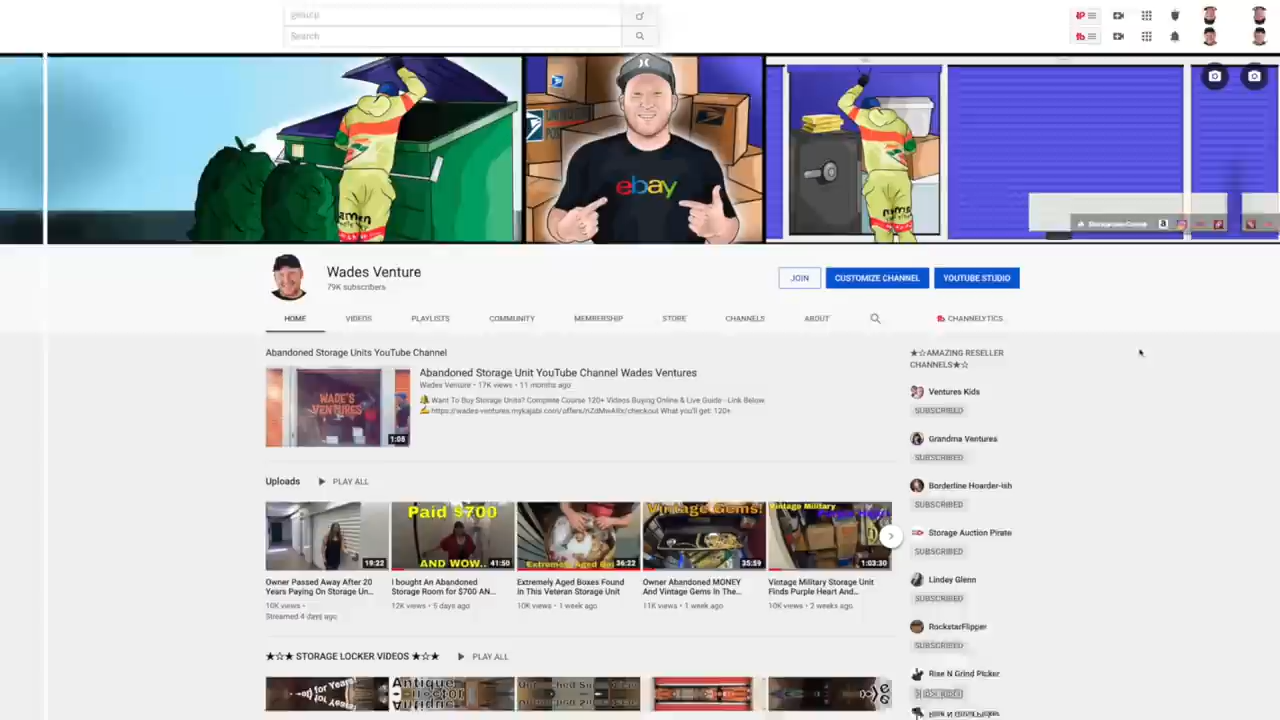 Search
ebay
Wades Venture
79K subscribers
JOIN
CUSTOMIZE CHANNEL
YOUTUBE STUDIO
HOME
VIDEOS
PLAYLISTS
COMMUNITY
MEMBERSHIP
STORE
CHANNELS
ABOUT
CHANNELYTICS
Abandoned Storage Units YouTube Channel
WADE'S
VENTURES
1:08
Abandoned Storage Unit YouTube Channel Wades Ventures
Wades Venture • 17K views • 11 months ago
Want To Buy Storage Units? Complete Course 120+ Videos Buying Online & Live Guide - Link Below
What you'll get: 120+
Uploads
PLAY ALL
19:22
Owner Passed Away After 20
Years Paying On Storage Un...
10K views •
Streamed 4 days ago
Paid $700
AND WOW..
41:50
I bought An Abandoned
Storage Room for $700 AN...
12K views • 5 days ago
36:22
Extremely Aged Boxes Found
In This Veteran Storage Unit
10K views • 1 week ago
Vintage Gems!
35:59
Owner Abandoned MONEY
And Vintage Gems In The...
11K views • 1 week ago
Vintage Military
1:03:30
Vintage Military Storage Unit
Finds Purple Heart And...
10K views • 2 weeks ago
★☆★ STORAGE LOCKER VIDEOS ★☆★
PLAY ALL
for Years!
Antique
★☆AMAZING RESELLER
CHANNELS★☆
Ventures Kids
SUBSCRIBED
Grandma Ventures
SUBSCRIBED
Borderline Hoarder-ish
SUBSCRIBED
Storage Auction Pirate
SUBSCRIBED
Lindey Glenn
SUBSCRIBED
RockstarFlipper
SUBSCRIBED
Rise N Grind Picker